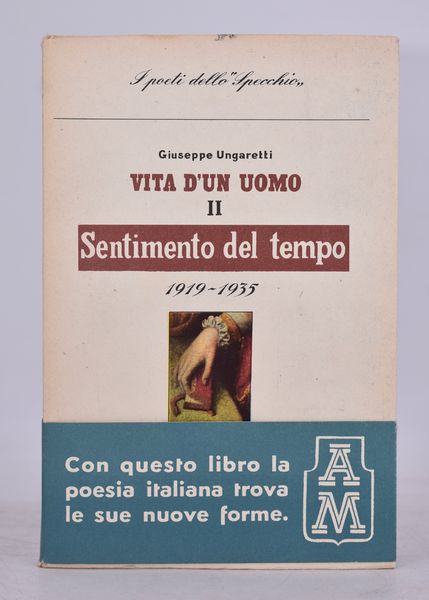 I poeti dello "Specchio„
Giuseppe Ungaretti
VITA D'UN UOMO
II
Sentimento del tempo
1919-1935
Con questo libro la
poesia italiana trova
le sue nuove forme.
A
M